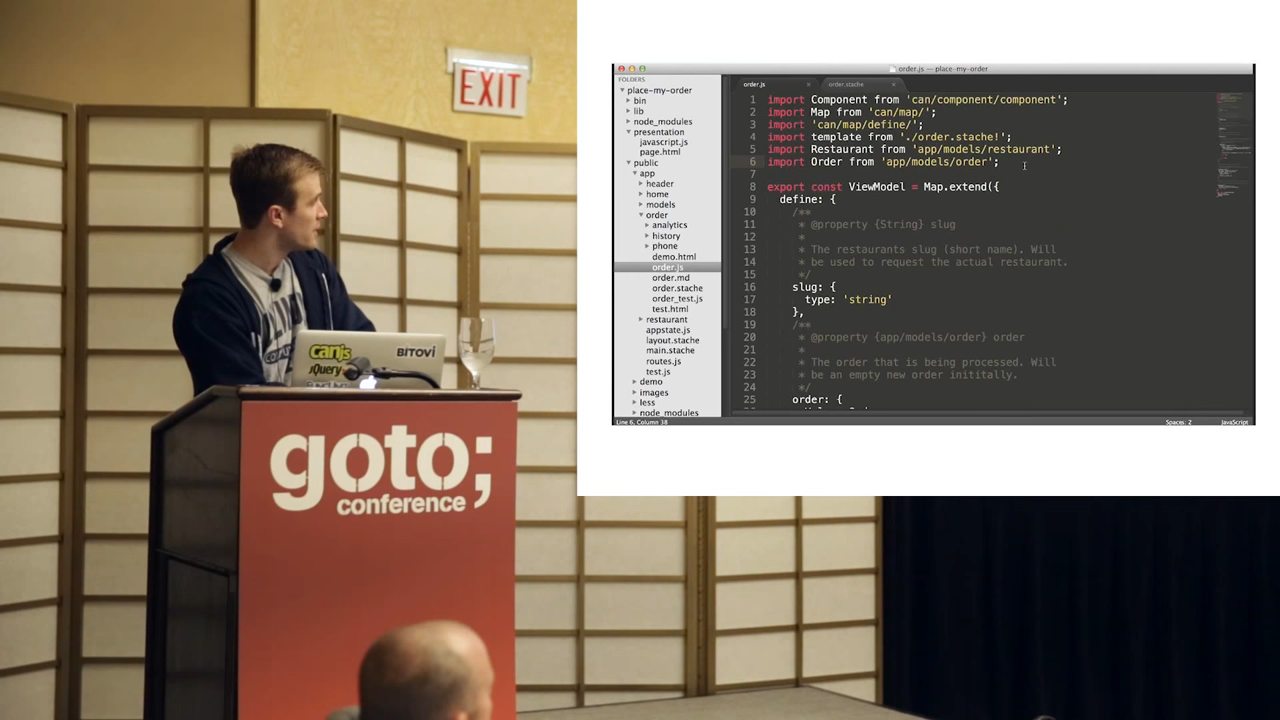 EXIT
canjs
BITOVI
jQuery
goto;
conference
order.js — place-my-order
FOLDERS
place-my-order
bin
lib
node_modules
presentation
javascript.js
page.html
public
app
header
home
models
order
analytics
history
phone
demo.html
order.js
order.md
order.stache
order_test.js
test.html
restaurant
appstate.js
layout.stache
main.stache
routes.js
test.js
demo
images
less
node_modules
order.js × order.stache ×
1 import Component from 'can/component/component';
2 import Map from 'can/map/';
3 import 'can/map/define/';
4 import template from './order.stache!';
5 import Restaurant from 'app/models/restaurant';
6 import Order from 'app/models/order';
7
8 export const ViewModel = Map.extend({
9 define: {
10 /**
11 * @property {String} slug
12 *
13 * The restaurants slug (short name). Will
14 * be used to request the actual restaurant.
15 */
16 slug: {
17 type: 'string'
18 },
19 /**
20 * @property {app/models/order} order
21 *
22 * The order that is being processed. Will
23 * be an empty new order inititally.
24 */
25 order: {
Line 6, Column 38
Spaces: 2
JavaScript